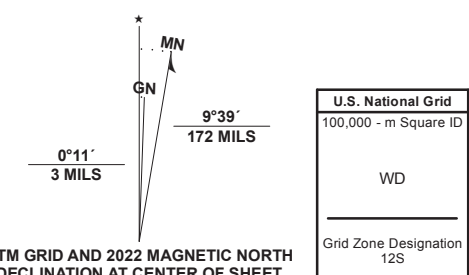 ★
MN
GN
9°39´
172 MILS
0°11´
3 MILS
TM GRID AND 2022 MAGNETIC NORTH
DECLINATION AT CENTER OF SHEET
U.S. National Grid
100,000 - m Square ID
WD
Grid Zone Designation
12S